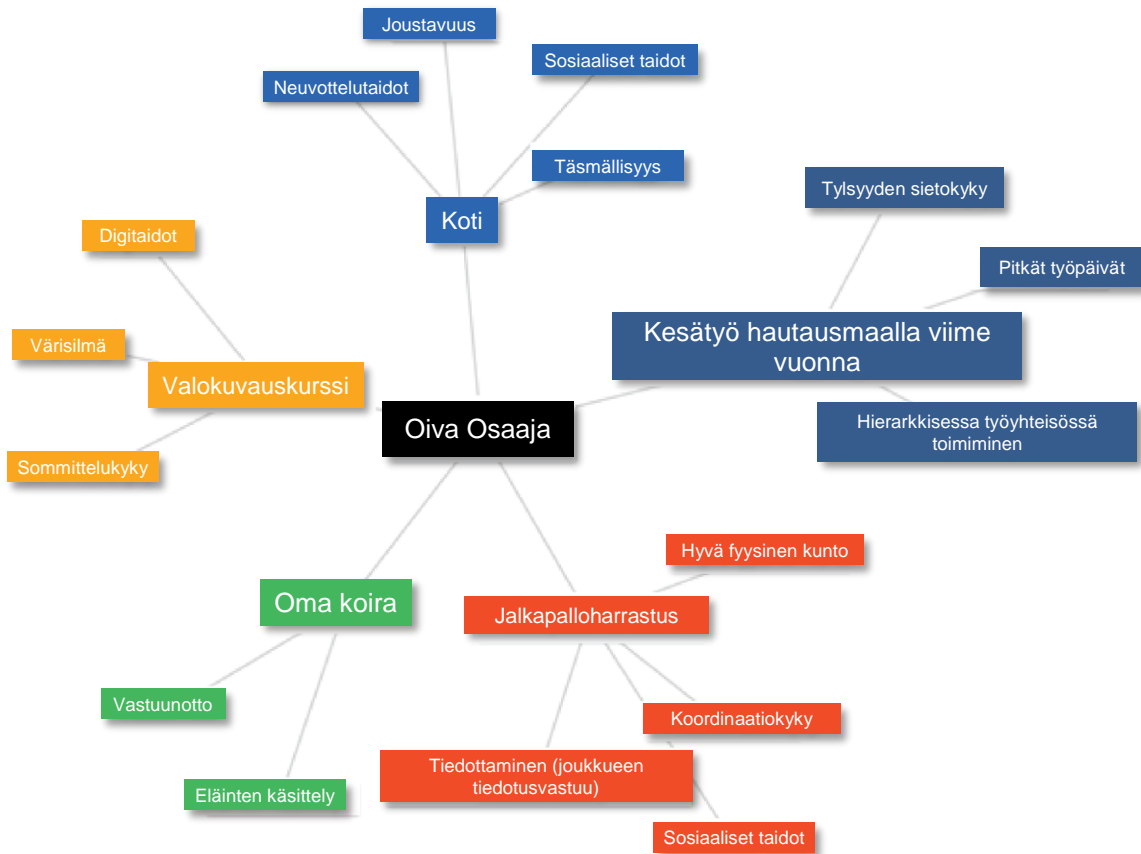 Joustavuus
Sosiaaliset taidot
Neuvottelutaidot
Täsmällisyys
Koti
Tylsyyden sietokyky
Pitkät työpäivät
Kesätyö hautausmaalla viime
vuonna
Hierarkkisessa työyhteisössä
toimiminen
Digitaidot
Värisilmä
Valokuvauskurssi
Sommittelukyky
Oiva Osaaja
Oma koira
Vastuunotto
Eläinten käsittely
Hyvä fyysinen kunto
Jalkapalloharrastus
Koordinaatiokyky
Tiedottaminen (joukkueen
tiedotusvastuu)
Sosiaaliset taidot